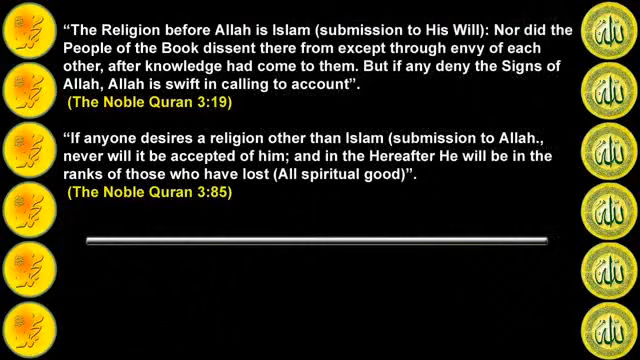 “The Religion before Allah is Islam (submission to His Will): Nor did the
People of the Book dissent there from except through envy of each
other, after knowledge had come to them. But if any deny the Signs of
Allah, Allah is swift in calling to account”.
(The Noble Quran 3:19)
“If anyone desires a religion other than Islam (submission to Allah.,
never will it be accepted of him; and in the Hereafter He will be in the
ranks of those who have lost (All spiritual good)”.
(The Noble Quran 3:85)